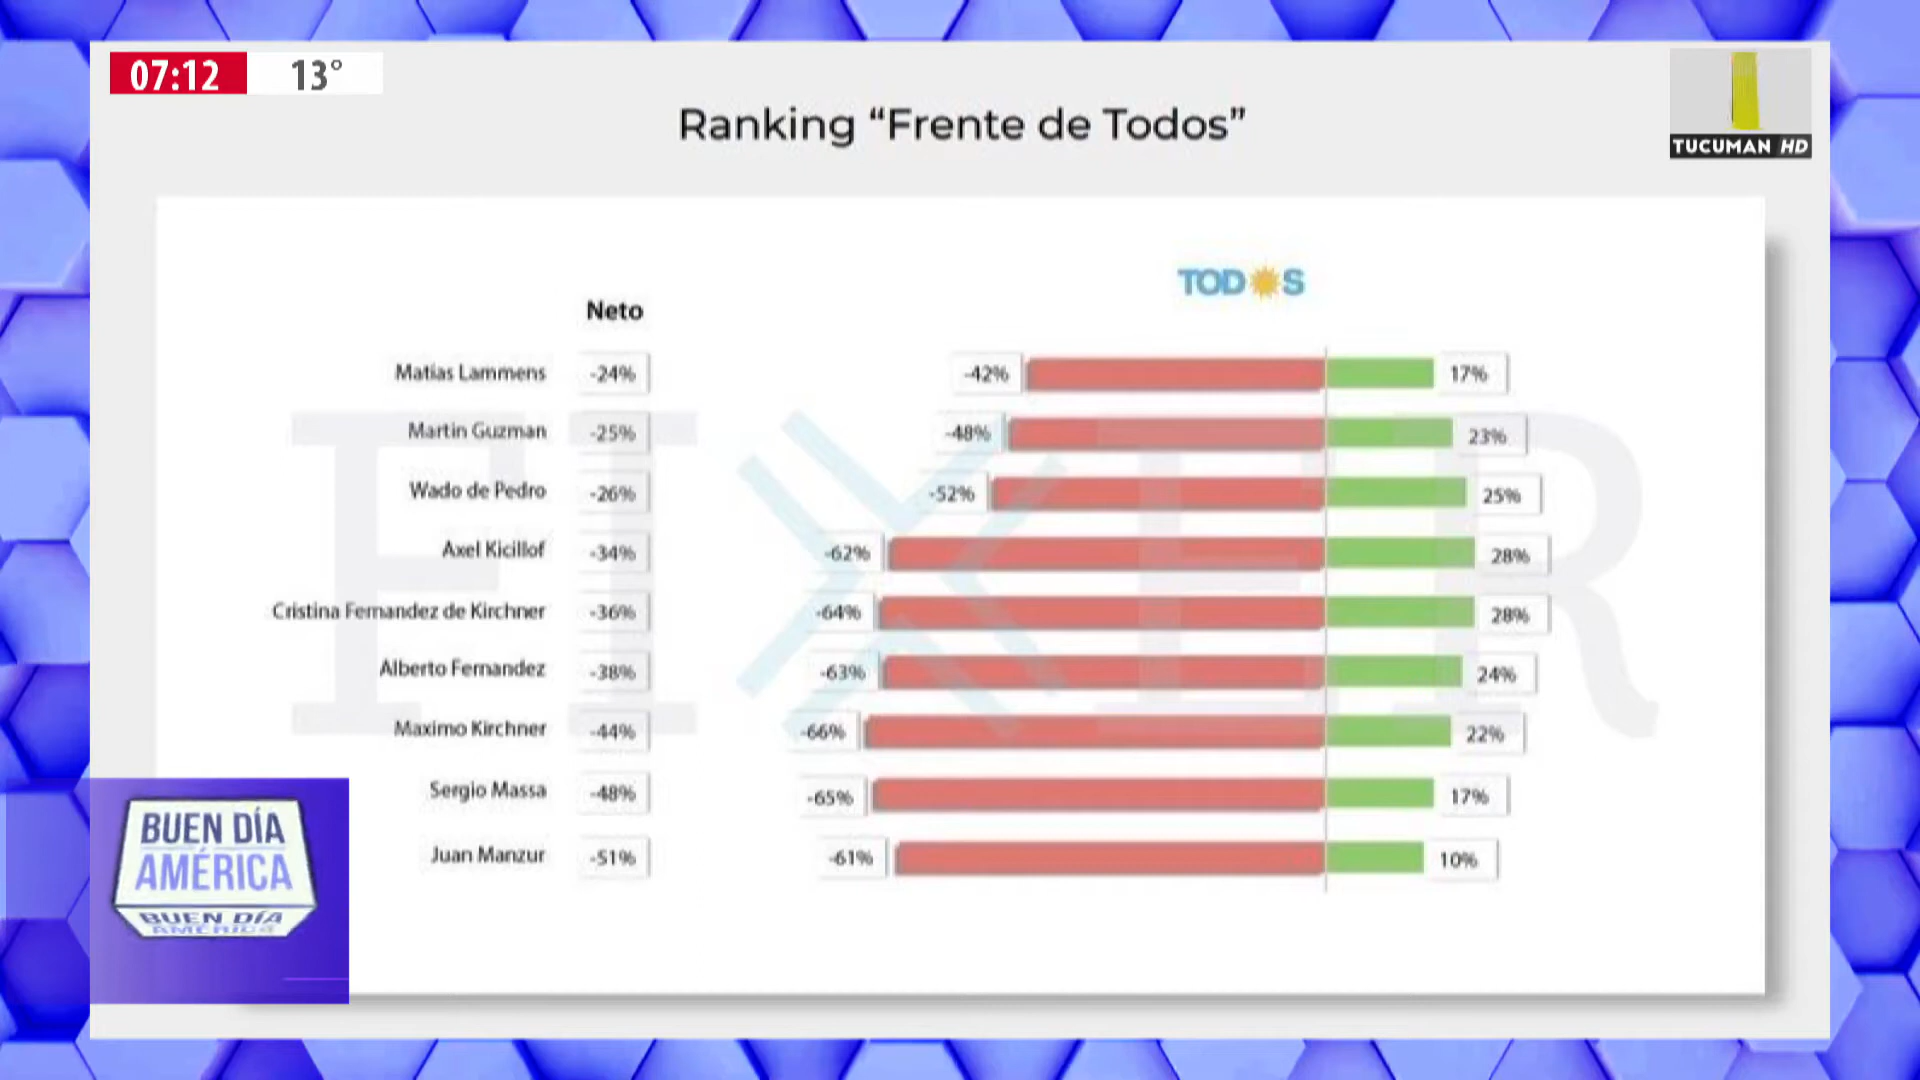 07:12 13°
TUCUMAN HD
Ranking “Frente de Todos”
TODOS
Neto
Matias Lammens -24% -42% 17%
Martin Guzman -25% -48% 23%
Wado de Pedro -26% -52% 25%
Axel Kicillof -34% -62% 28%
Cristina Fernandez de Kirchner -36% -64% 28%
Alberto Fernandez -38% -63% 24%
Maximo Kirchner -44% -66% 22%
Sergio Massa -48% -65% 17%
Juan Manzur -51% -61% 10%
FIXER
BUEN DÍA
AMÉRICA
BUEN DÍA
AMÉRICA